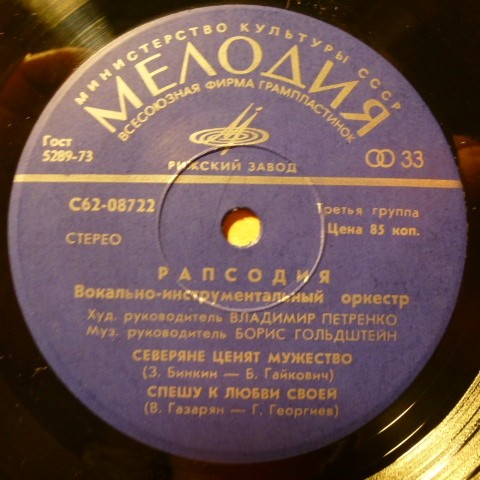 МИНИСТЕРСТВО КУЛЬТУРЫ СССР
МЕЛОДИЯ
ВСЕСОЮЗНАЯ ФИРМА ГРАМПЛАСТИНОК
Гост
5289-73
33
РИЖСКИЙ ЗАВОД
С62-08722
Третья группа
Цена 85 коп.
СТЕРЕО
РАПСОДИЯ
Вокально-инструментальный оркестр
Худ. руководитель ВЛАДИМИР ПЕТРЕНКО
Муз. руководитель БОРИС ГОЛЬДШТЕЙН
СЕВЕРЯНЕ ЦЕНЯТ МУЖЕСТВО
(З. Бинкин — Б. Гайкович)
СПЕШУ К ЛЮБВИ СВОЕЙ
(В. Газарян — Г. Георгиев)